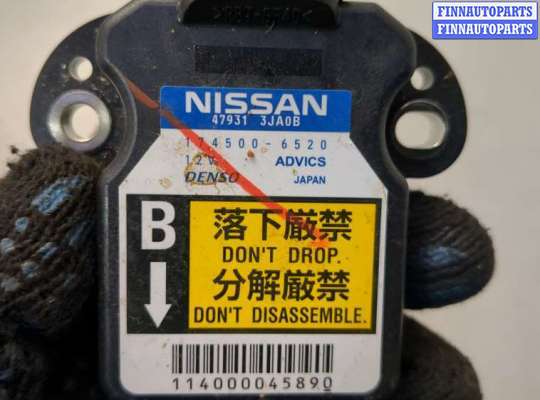 FINNAUTOPARTS
FINNAUTOPARTS
NISSAN
47931 3JA0B
174500-6520
12V ADVICS
DENSO JAPAN
B
落下厳禁
DON'T DROP.
分解厳禁
DON'T DISASSEMBLE.
114000045890